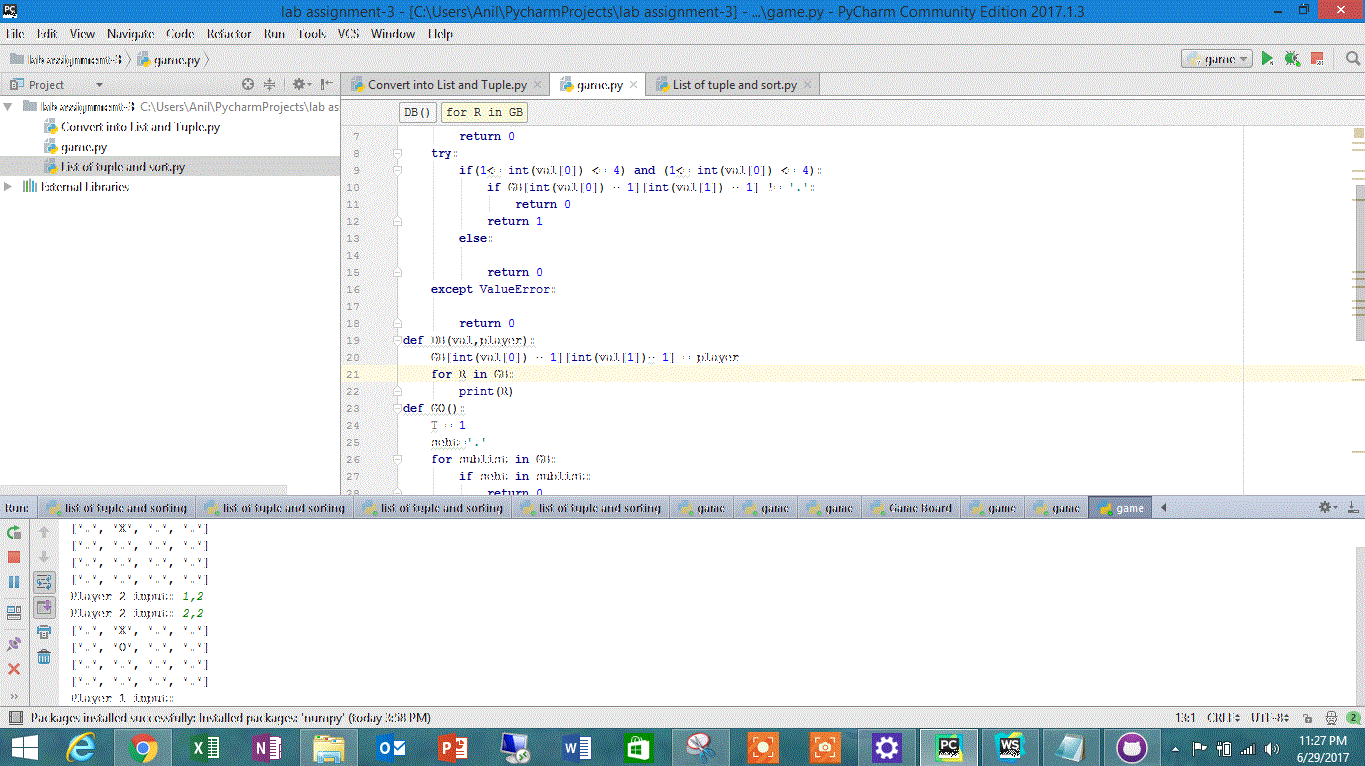 PC
lab assignment-3 - [C:\Users\Anil\PycharmProjects\lab assignment-3] - ...\game.py - PyCharm Community Edition 2017.1.3
File Edit View Navigate Code Refactor Run Tools VCS Window Help
lab assignment-3 game.py game
Project
Convert into List and Tuple.py game.py List of tuple and sort.py
lab assignment-3 C:\Users\Anil\PycharmProjects\lab as
Convert into List and Tuple.py
game.py
List of tuple and sort.py
External Libraries
DB() for R in GB
7 return 0
8 try:
9 if(1<= int(val[0]) <= 4) and (1<= int(val[0]) <= 4):
10 if GB[int(val[0]) - 1][int(val[1]) - 1] != '.':
11 return 0
12 return 1
13 else:
14
15 return 0
16 except ValueError:
17
18 return 0
19 def DB(val,player):
20 GB[int(val[0]) - 1][int(val[1])- 1] = player
21 for R in GB:
22 print(R)
23 def GO():
24 T = 1
25 '.'
26 for sublist in GB:
27 if in sublist:
28 return 0
Run: list of tuple and sorting list of tuple and sorting list of tuple and sorting list of tuple and sorting game game game Game Board game game game
[".", "X", ".", "."]
[".", ".", ".", "."]
[".", ".", ".", "."]
[".", ".", ".", "."]
Player 2 input: 1,2
Player 2 input: 2,2
[".", "X", ".", "."]
[".", "O", ".", "."]
[".", ".", ".", "."]
[".", ".", ".", "."]
Player 1 input:
Packages installed successfully: Installed packages: 'numpy' (today 3:58 PM) 13:1 CRLF UTF-8 2
PC WS
11:27 PM
6/29/2017